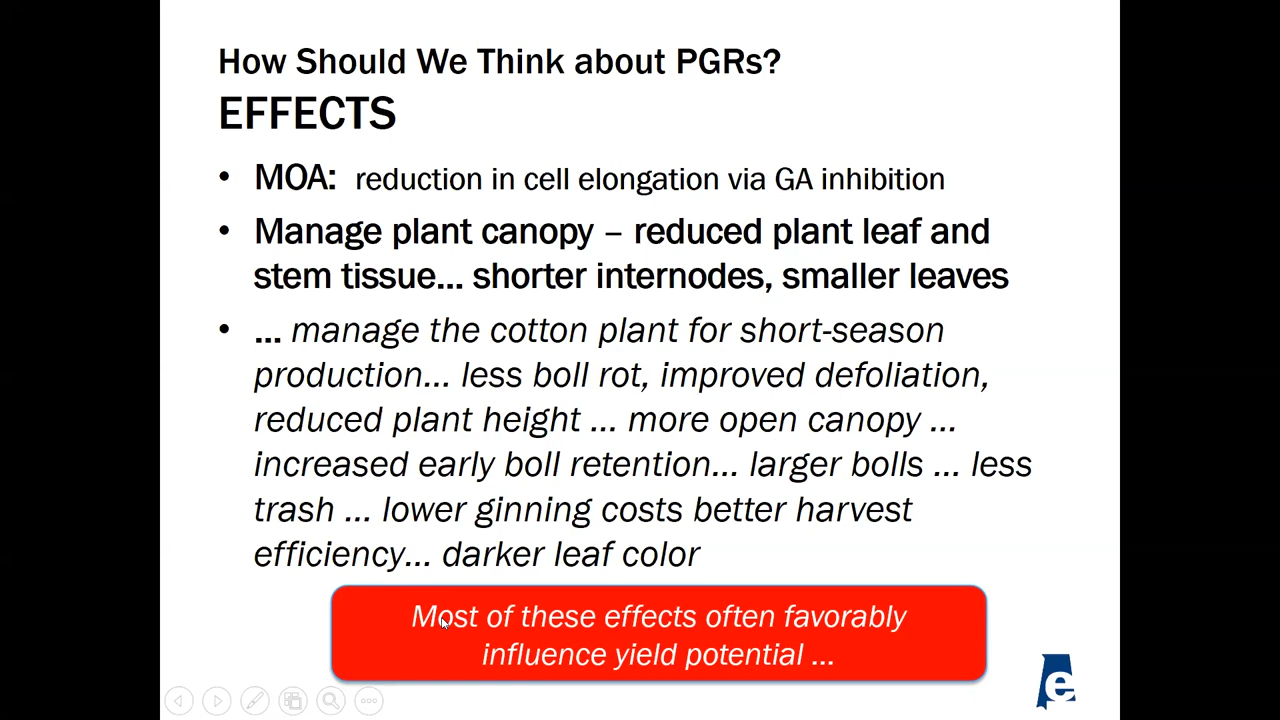 How Should We Think about PGRs?
EFFECTS
• MOA: reduction in cell elongation via GA inhibition
• Manage plant canopy – reduced plant leaf and
stem tissue... shorter internodes, smaller leaves
• ... manage the cotton plant for short-season
production... less boll rot, improved defoliation,
reduced plant height ... more open canopy ...
increased early boll retention... larger bolls ... less
trash ... lower ginning costs better harvest
efficiency... darker leaf color
Most of these effects often favorably
influence yield potential ...
e